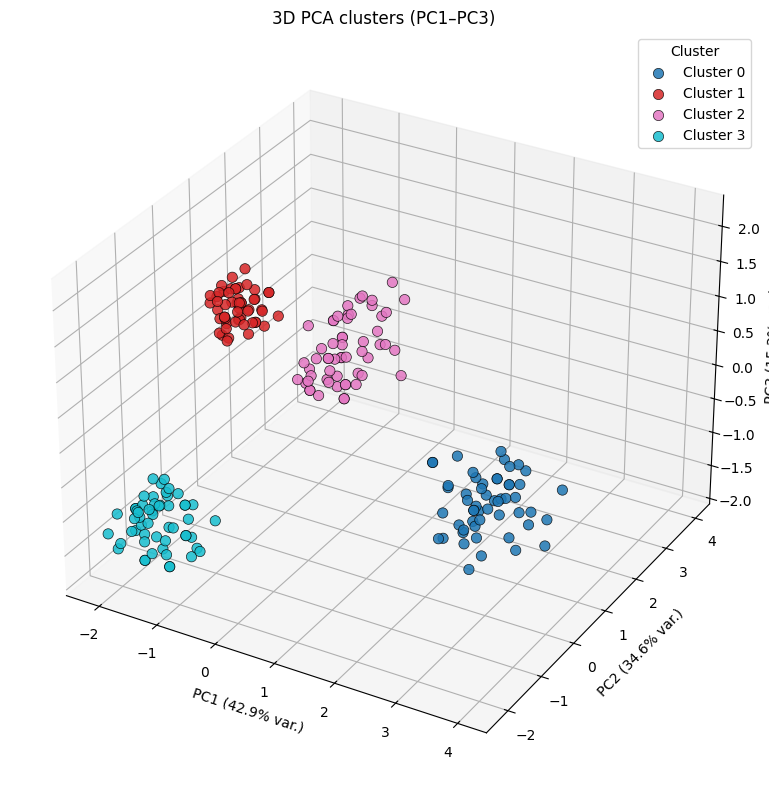 3D PCA clusters (PC1–PC3)
Cluster
Cluster 0
Cluster 1
Cluster 2
Cluster 3
2.0
1.5
1.0
0.5
0.0
−0.5
−1.0
−1.5
−2.0
4
3
2
1
0
−1
−2
PC2 (34.6% var.)
−2
−1
0
1
2
3
4
PC1 (42.9% var.)